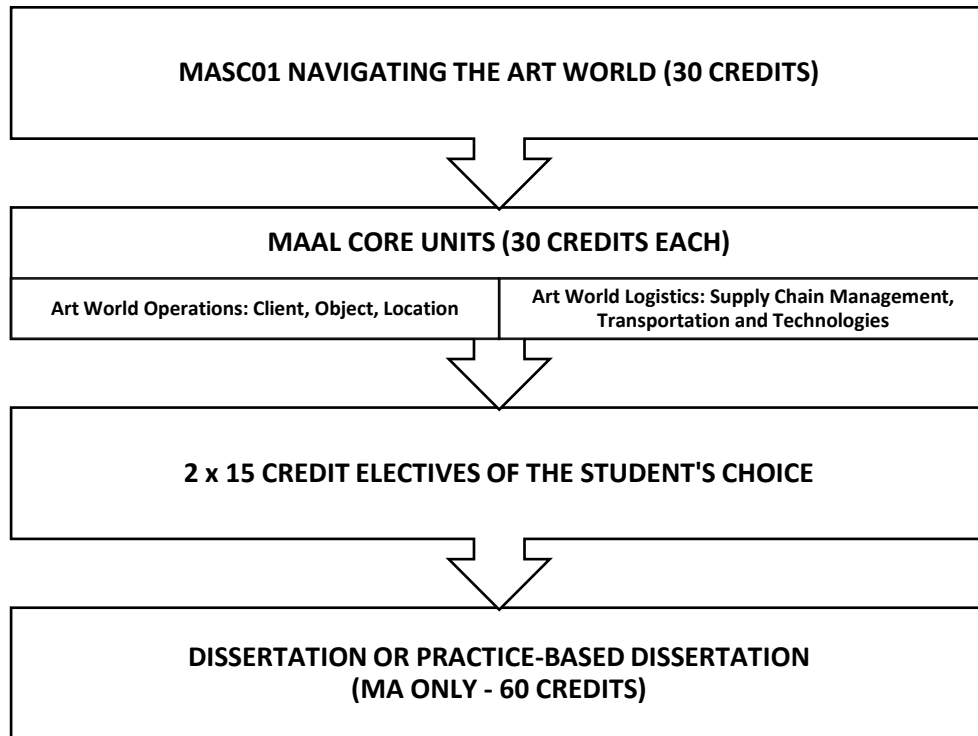 MASC01 NAVIGATING THE ART WORLD (30 CREDITS)
MAAL CORE UNITS (30 CREDITS EACH)
Art World Operations: Client, Object, Location
Art World Logistics: Supply Chain Management,
Transportation and Technologies
2 x 15 CREDIT ELECTIVES OF THE STUDENT'S CHOICE
DISSERTATION OR PRACTICE-BASED DISSERTATION
(MA ONLY - 60 CREDITS)